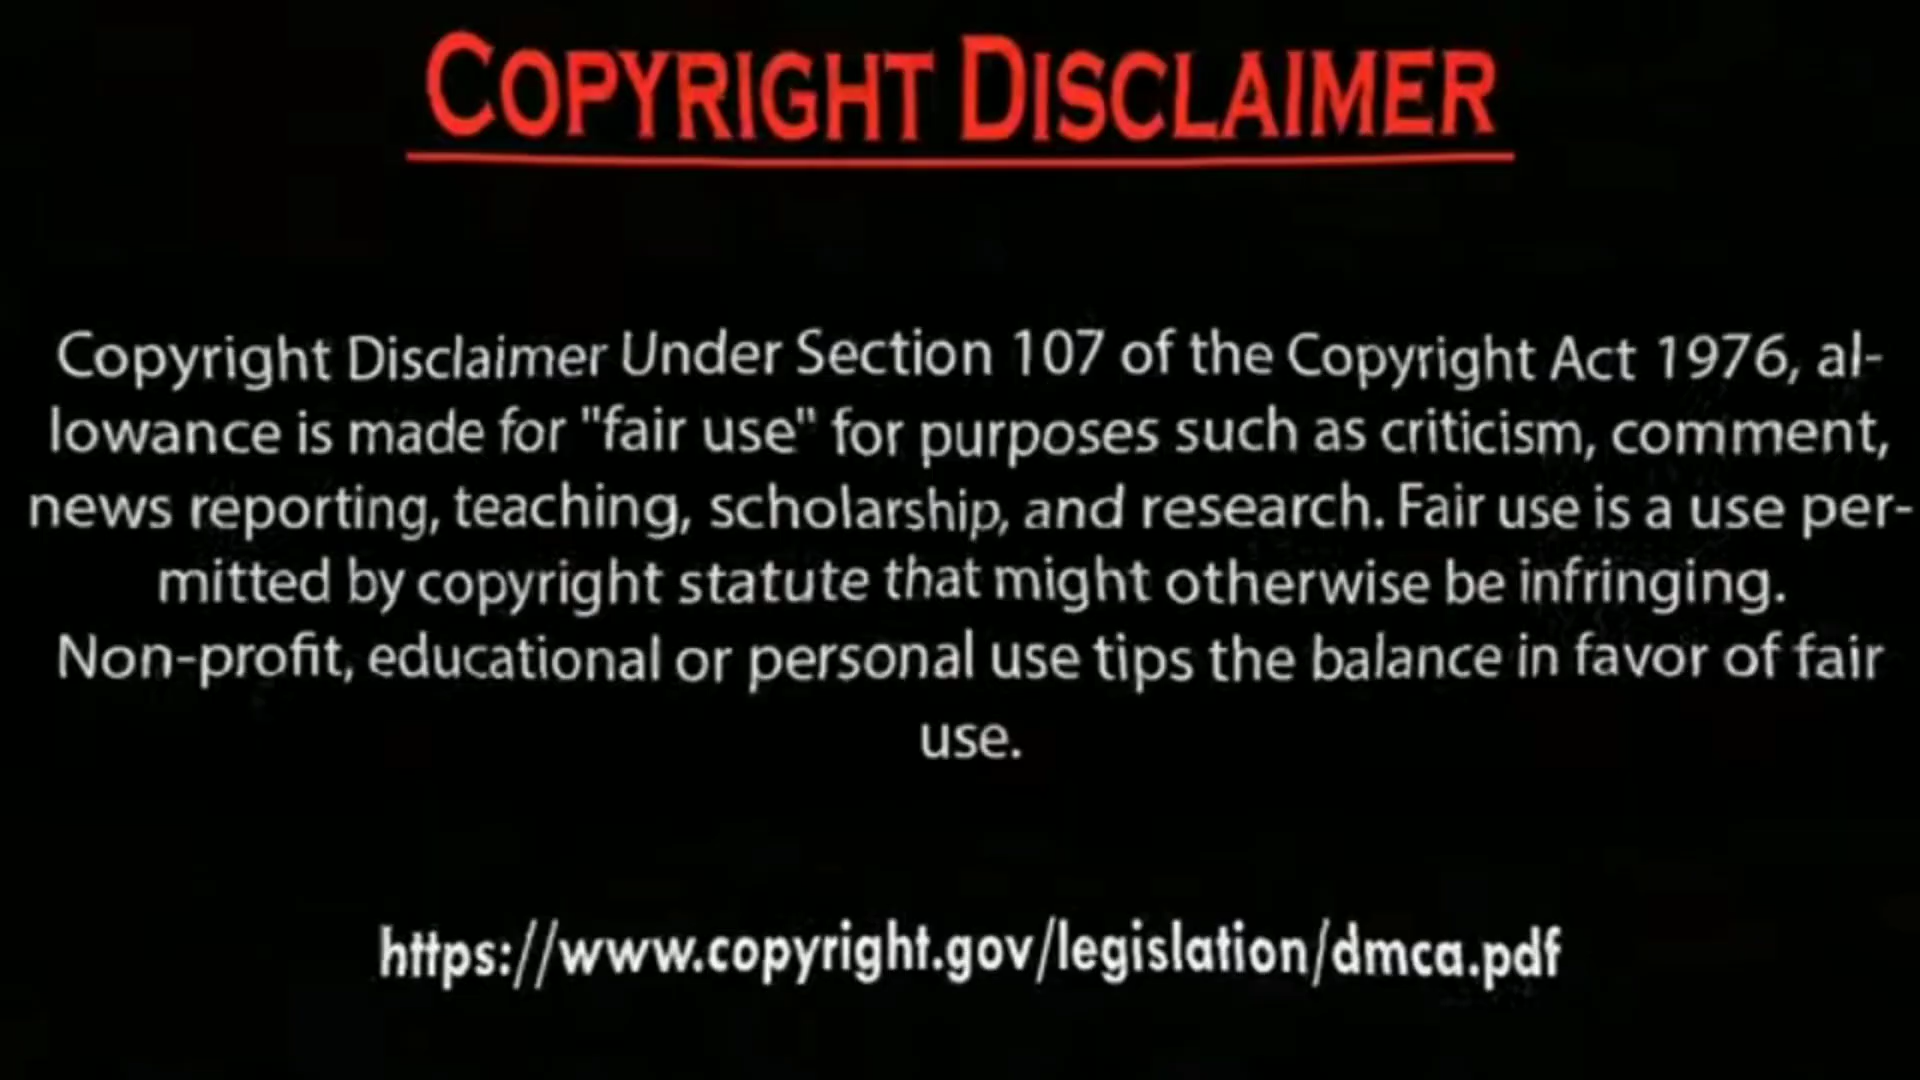 COPYRIGHT DISCLAIMER
Copyright Disclaimer Under Section 107 of the Copyright Act 1976, al-
lowance is made for "fair use" for purposes such as criticism, comment,
news reporting, teaching, scholarship, and research. Fair use is a use per-
mitted by copyright statute that might otherwise be infringing.
Non-profit, educational or personal use tips the balance in favor of fair
use.
https://www.copyright.gov/legislation/dmca.pdf